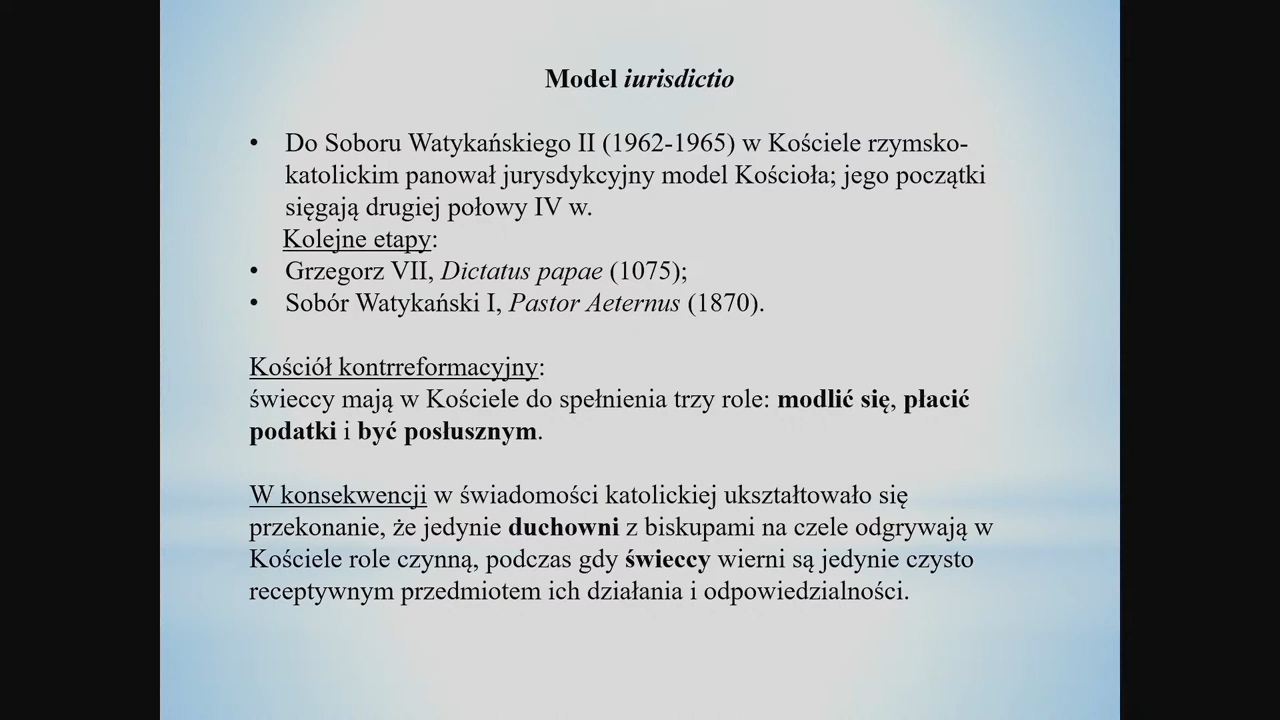 Model iurisdictio
• Do Soboru Watykańskiego II (1962-1965) w Kościele rzymsko-
katolickim panował jurysdykcyjny model Kościoła; jego początki
sięgają drugiej połowy IV w.
Kolejne etapy:
• Grzegorz VII, Dictatus papae (1075);
• Sobór Watykański I, Pastor Aeternus (1870).
Kościół kontrreformacyjny:
świeccy mają w Kościele do spełnienia trzy role: modlić się, płacić
podatki i być posłusznym.
W konsekwencji w świadomości katolickiej ukształtowało się
przekonanie, że jedynie duchowni z biskupami na czele odgrywają w
Kościele role czynną, podczas gdy świeccy wierni są jedynie czysto
receptywnym przedmiotem ich działania i odpowiedzialności.